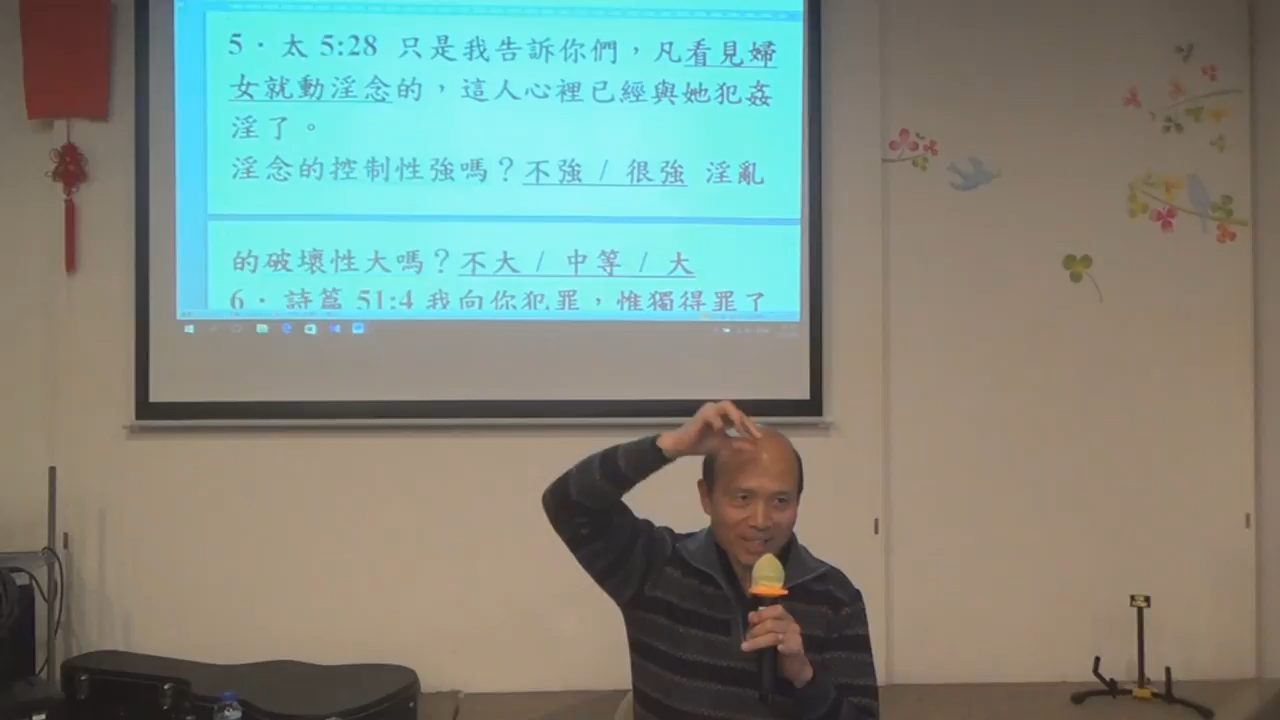 5．太 5:28 只是我告訴你們，凡看見婦
女就動淫念的，這人心裡已經與她犯姦
淫了。
淫念的控制性強嗎？不強 / 很強 淫亂
的破壞性大嗎？不大 / 中等 / 大
6．詩篇 51:4 我向你犯罪，惟獨得罪了